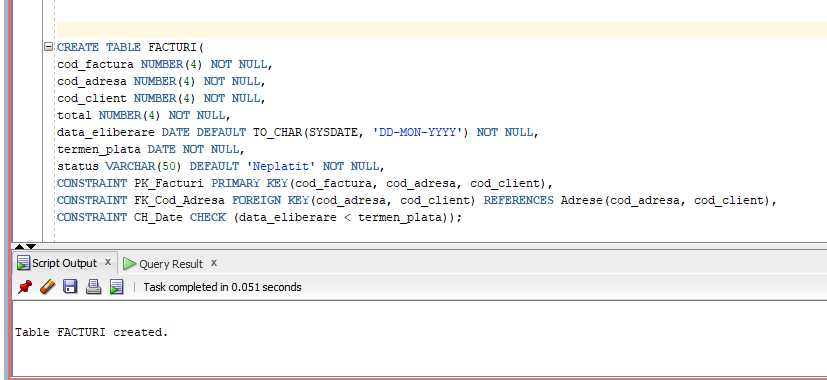 CREATE TABLE FACTURI(
cod_factura NUMBER(4) NOT NULL,
cod_adresa NUMBER(4) NOT NULL,
cod_client NUMBER(4) NOT NULL,
total NUMBER(4) NOT NULL,
data_eliberare DATE DEFAULT TO_CHAR(SYSDATE, 'DD-MON-YYYY') NOT NULL,
termen_plata DATE NOT NULL,
status VARCHAR(50) DEFAULT 'Neplatit' NOT NULL,
CONSTRAINT PK_Facturi PRIMARY KEY(cod_factura, cod_adresa, cod_client),
CONSTRAINT FK_Cod_Adresa FOREIGN KEY(cod_adresa, cod_client) REFERENCES Adrese(cod_adresa, cod_client),
CONSTRAINT CH_Date CHECK (data_eliberare < termen_plata));
Script Output x Query Result x
Task completed in 0.051 seconds
Table FACTURI created.